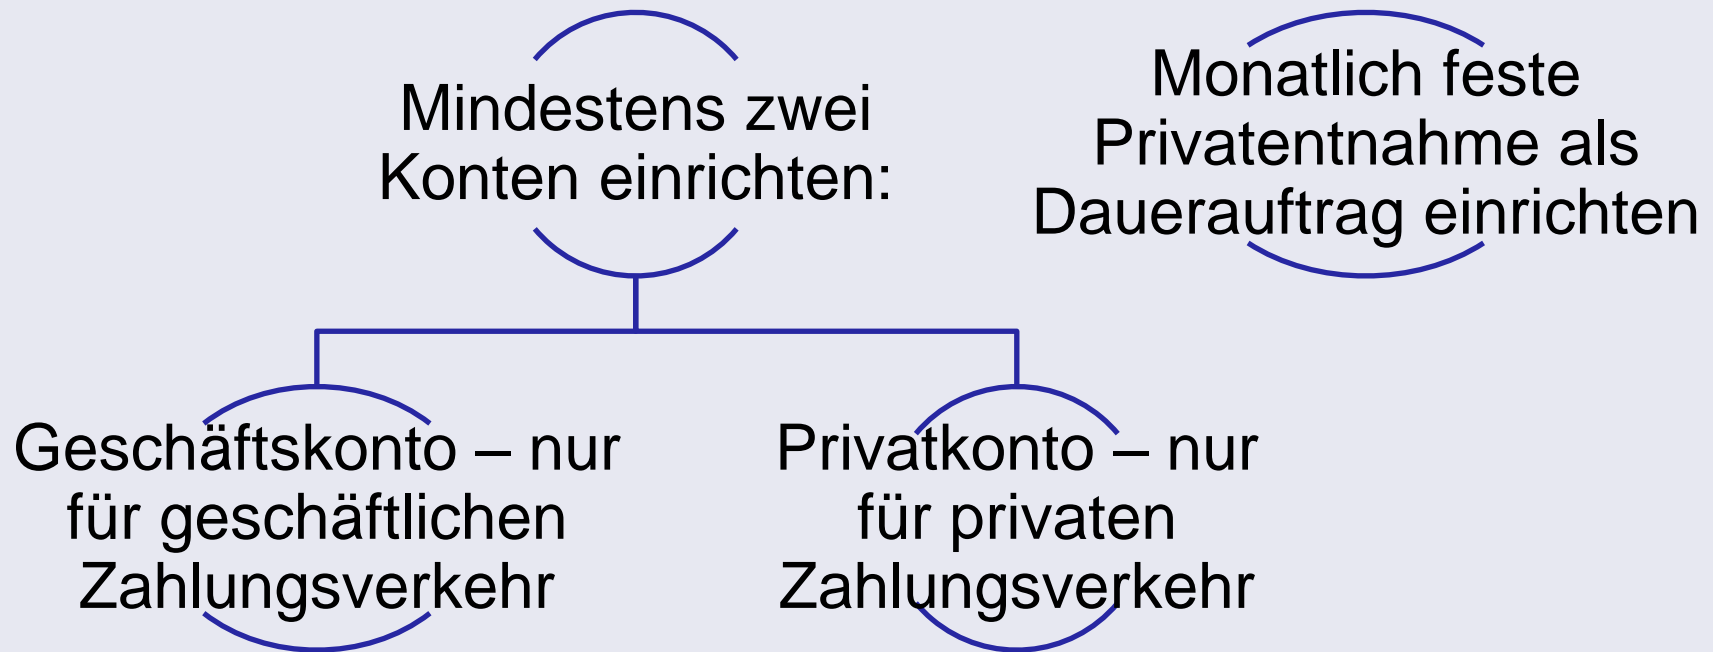 Mindestens zwei
Konten einrichten:
Monatlich feste
Privatentnahme als
Dauerauftrag einrichten
Geschäftskonto – nur
für geschäftlichen
Zahlungsverkehr
Privatkonto – nur
für privaten
Zahlungsverkehr